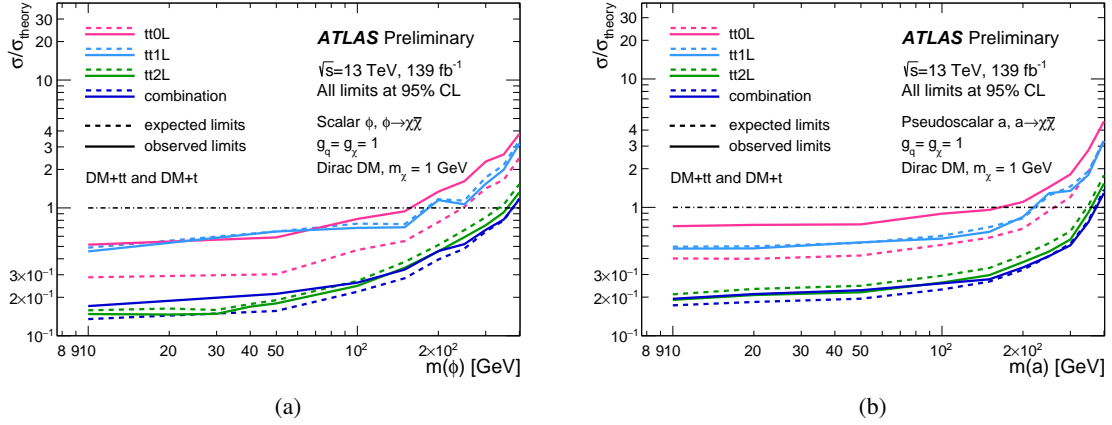 σ/σ_theory
40
30
20
10
4
3
2
1
3×10⁻¹
2×10⁻¹
10⁻¹
tt0L
tt1L
tt2L
combination
expected limits
observed limits
DM+tt and DM+t
ATLAS Preliminary
√s=13 TeV, 139 fb⁻¹
All limits at 95% CL
Scalar ϕ, ϕ→χχ̅
g_q= g_χ= 1
Dirac DM, m_χ = 1 GeV
8 910 20 30 40 50 10² 2×10²
m(ϕ) [GeV]
(a)
σ/σ_theory
40
30
20
10
4
3
2
1
3×10⁻¹
2×10⁻¹
10⁻¹
tt0L
tt1L
tt2L
combination
expected limits
observed limits
DM+tt and DM+t
ATLAS Preliminary
√s=13 TeV, 139 fb⁻¹
All limits at 95% CL
Pseudoscalar a, a→χχ̅
g_q= g_χ= 1
Dirac DM, m_χ = 1 GeV
8 910 20 30 40 50 10² 2×10²
m(a) [GeV]
(b)